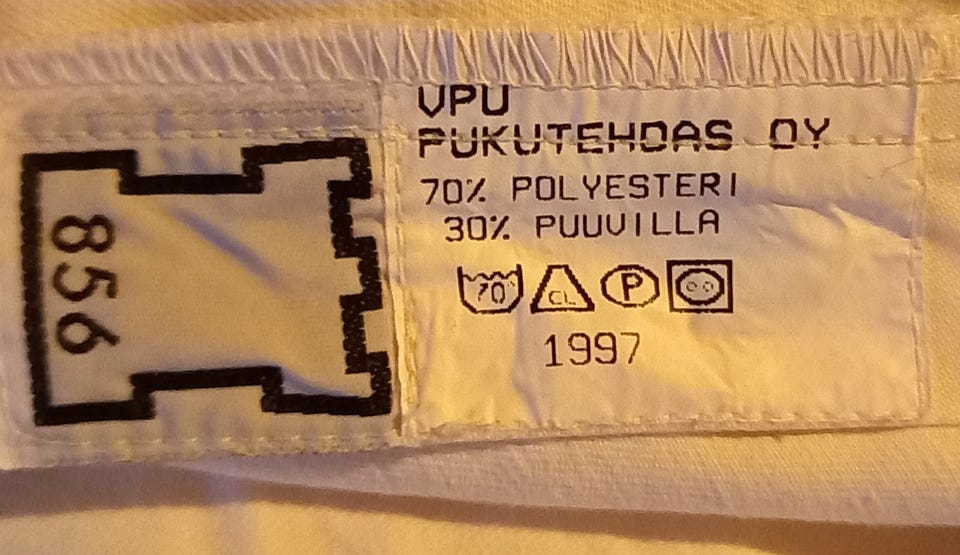 VPU
PUKUTEHDAS OY
70% POLYESTERI
30% PUUVILLA
70 CL P
1997
856